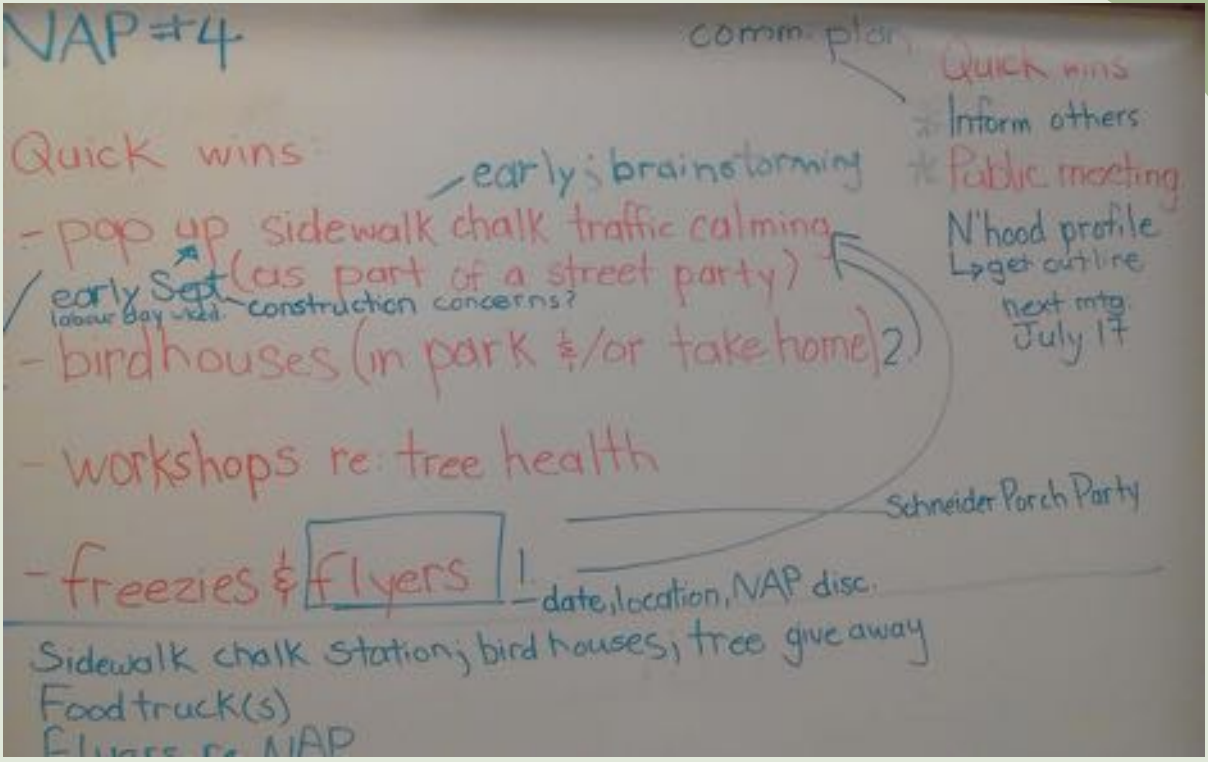 NAP #4
Quick wins:
early; brainstorming
- pop up sidewalk chalk traffic calming
(as part of a street party)
early Sept
labour day wknd. construction concerns?
- birdhouses (in park &/or take home) 2
- workshops re: tree health
- freezies & flyers 1
date, location, NAP disc.
Schneider Porch Party
Sidewalk chalk station; bird houses; tree give away
Food truck(s)
Flyers re NAP
comm. plan
Quick wins
* Inform others
* Public meeting
N'hood profile
↳ get outline
next mtg.
July 17